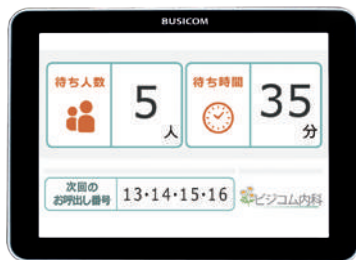 BUSICOM
待ち人数
5
人
待ち時間
35
分
次回の
お呼出し番号
13・14・15・16
ビジコム内科